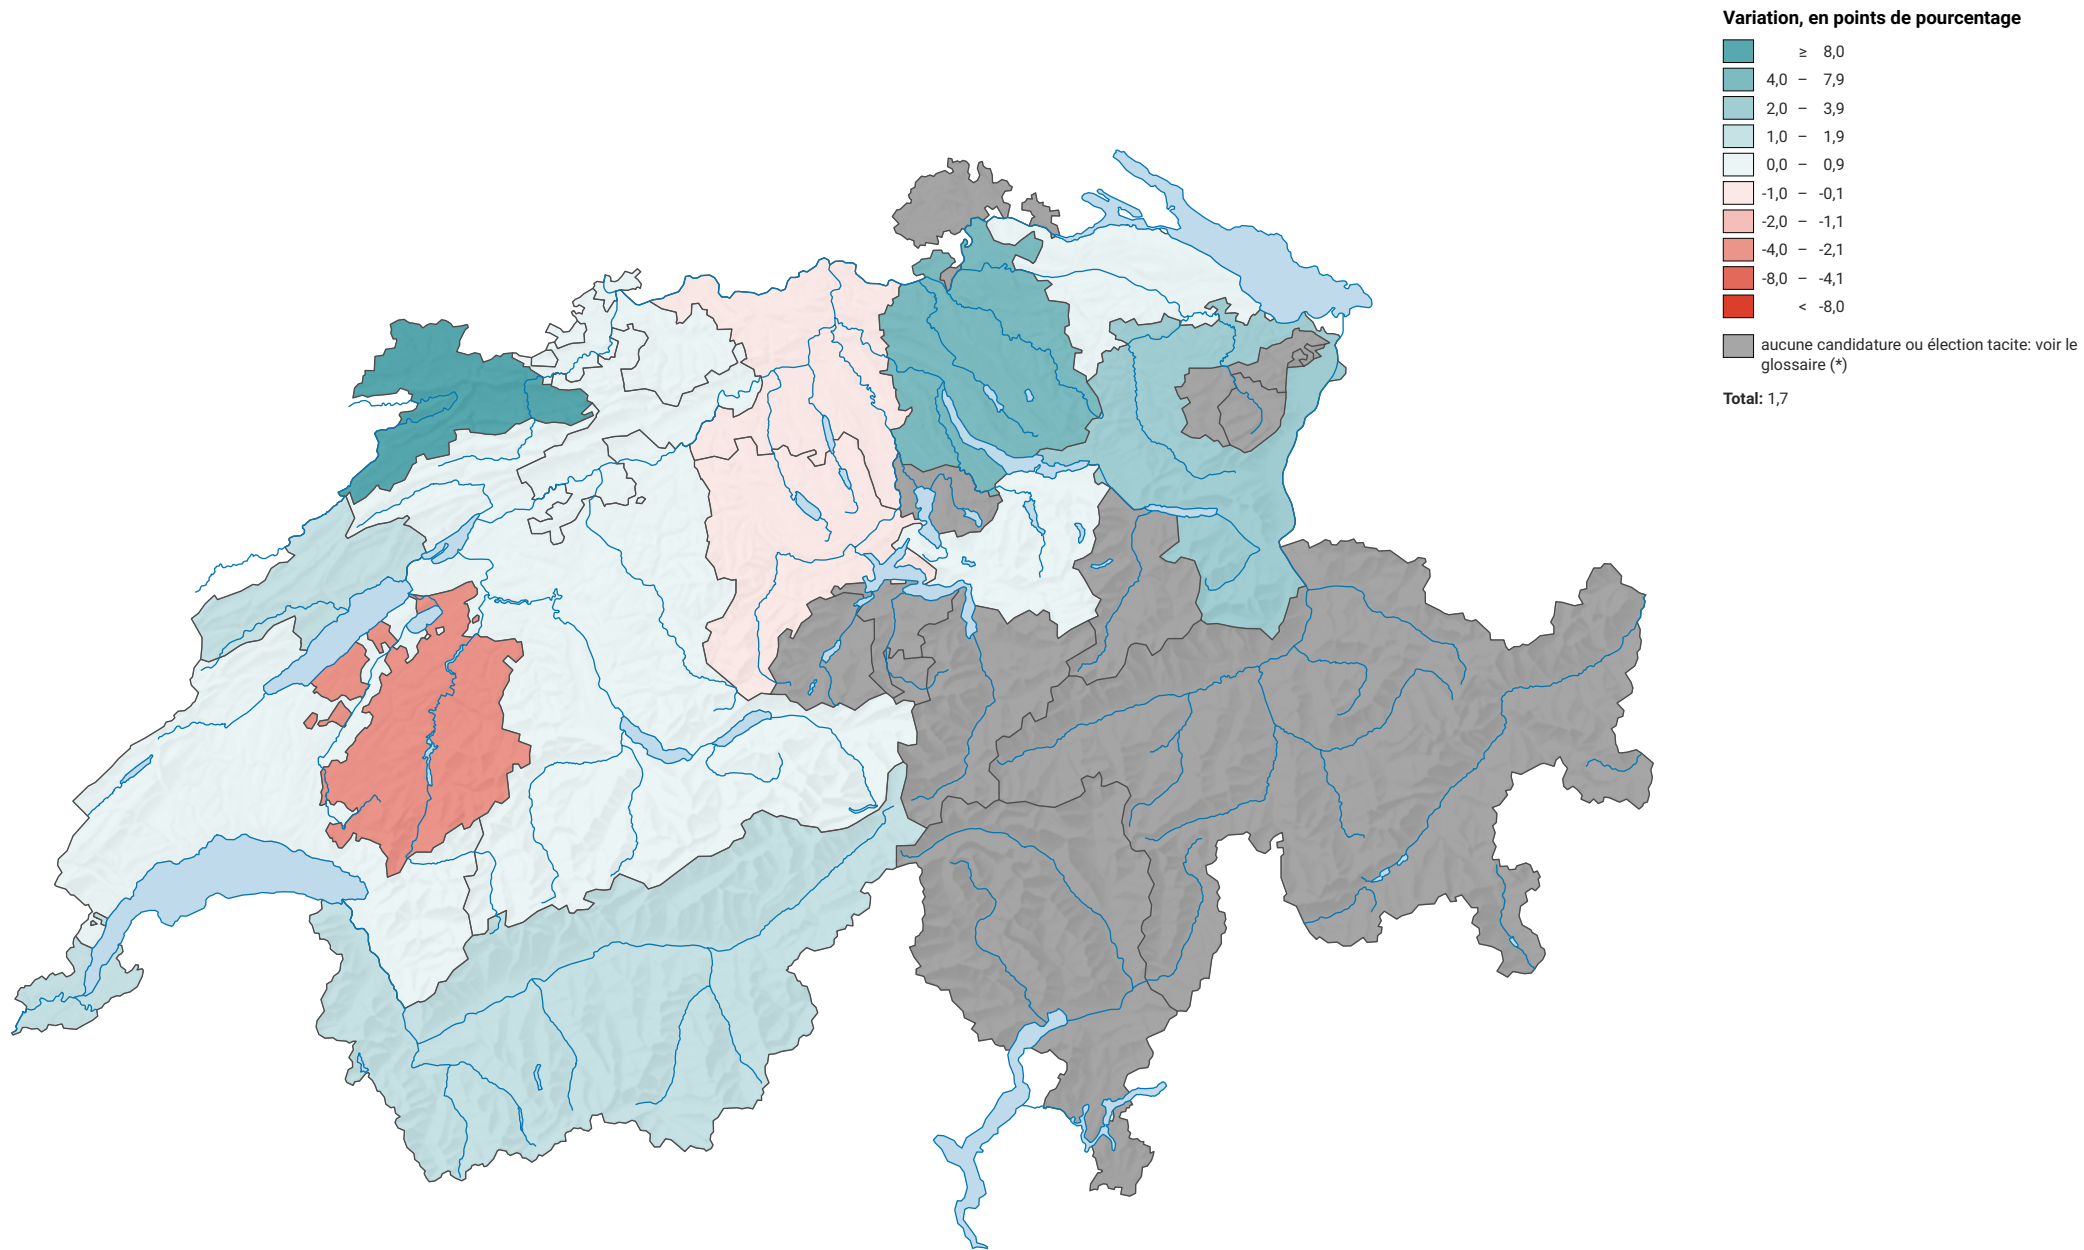 Variation, en points de pourcentage
≥ 8,0
4,0 – 7,9
2,0 – 3,9
1,0 – 1,9
0,0 – 0,9
-1,0 – -0,1
-2,0 – -1,1
-4,0 – -2,1
-8,0 – -4,1
< -8,0
aucune candidature ou élection tacite: voir le
glossaire (*)
Total: 1,7